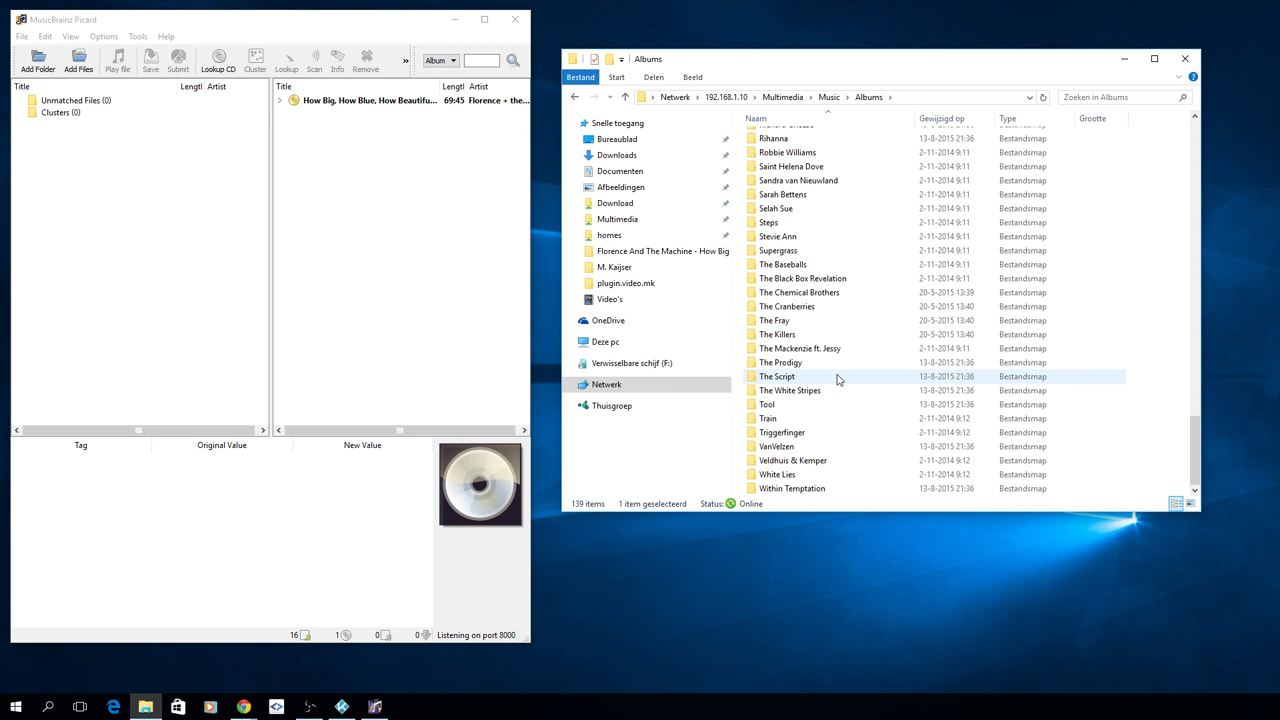 MusicBrainz Picard
File Edit View Options Tools Help
Add Folder Add Files Play file Save Submit Lookup CD Cluster Lookup Scan Info Remove » Album
Title Lengtl Artist
Unmatched Files (0)
Clusters (0)
Title Lengtl Artist
How Big, How Blue, How Beautifu... 69:45 Florence + the...
Tag Original Value New Value
16 1 0 0 Listening on port 8000
Albums
Bestand Start Delen Beeld
Netwerk 192.168.1.10 Multimedia Music Albums Zoeken in Albums
Snelle toegang
Bureaublad
Downloads
Documenten
Afbeeldingen
Download
Multimedia
homes
Florence And The Machine - How Big
M. Kaijser
plugin.video.mk
Video's
OneDrive
Deze pc
Verwisselbare schijf (F:)
Netwerk
Thuisgroep
Naam Gewijzigd op Type Grootte
Rihanna 13-8-2015 21:36 Bestandsmap
Robbie Williams 2-11-2014 9:11 Bestandsmap
Saint Helena Dove 2-11-2014 9:11 Bestandsmap
Sandra van Nieuwland 2-11-2014 9:11 Bestandsmap
Sarah Bettens 2-11-2014 9:11 Bestandsmap
Selah Sue 2-11-2014 9:11 Bestandsmap
Steps 2-11-2014 9:11 Bestandsmap
Stevie Ann 2-11-2014 9:11 Bestandsmap
Supergrass 2-11-2014 9:11 Bestandsmap
The Baseballs 2-11-2014 9:11 Bestandsmap
The Black Box Revelation 2-11-2014 9:11 Bestandsmap
The Chemical Brothers 20-5-2015 13:39 Bestandsmap
The Cranberries 20-5-2015 13:40 Bestandsmap
The Fray 20-5-2015 13:40 Bestandsmap
The Killers 20-5-2015 13:40 Bestandsmap
The Mackenzie ft. Jessy 2-11-2014 9:11 Bestandsmap
The Prodigy 13-8-2015 21:36 Bestandsmap
The Script 13-8-2015 21:36 Bestandsmap
The White Stripes 13-8-2015 21:36 Bestandsmap
Tool 13-8-2015 21:36 Bestandsmap
Train 2-11-2014 9:12 Bestandsmap
Triggerfinger 2-11-2014 9:12 Bestandsmap
VanVelzen 13-8-2015 21:36 Bestandsmap
Veldhuis & Kemper 2-11-2014 9:12 Bestandsmap
White Lies 2-11-2014 9:12 Bestandsmap
Within Temptation 13-8-2015 21:36 Bestandsmap
139 items 1 item geselecteerd Status: Online